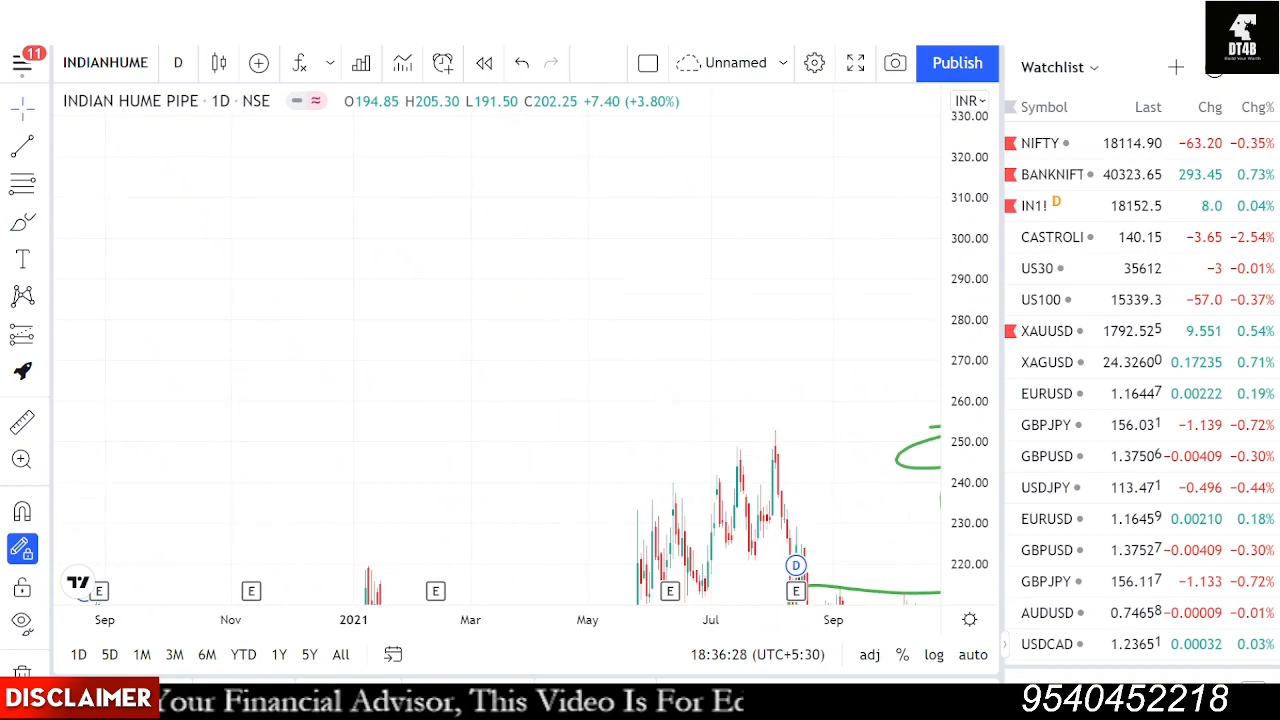 11
INDIANHUME D Unnamed Publish
DT4B
Build Your Worth
INDIAN HUME PIPE · 1D · NSE O194.85 H205.30 L191.50 C202.25 +7.40 (+3.80%)
INR
330.00
320.00
310.00
300.00
290.00
280.00
270.00
260.00
250.00
240.00
230.00
220.00
D
E E E E E
Sep Nov 2021 Mar May Jul Sep
1D 5D 1M 3M 6M YTD 1Y 5Y All 18:36:28 (UTC+5:30) adj % log auto
Watchlist
Symbol Last Chg Chg%
NIFTY 18114.90 −63.20 −0.35%
BANKNIFT 40323.65 293.45 0.73%
IN1! D 18152.5 8.0 0.04%
CASTROLI 140.15 −3.65 −2.54%
US30 35612 −3 −0.01%
US100 15339.3 −57.0 −0.37%
XAUUSD 1792.525 9.551 0.54%
XAGUSD 24.32600 0.17235 0.71%
EURUSD 1.16447 0.00222 0.19%
GBPJPY 156.031 −1.139 −0.72%
GBPUSD 1.37506 −0.00409 −0.30%
USDJPY 113.471 −0.496 −0.44%
EURUSD 1.16459 0.00210 0.18%
GBPUSD 1.37527 −0.00409 −0.30%
GBPJPY 156.117 −1.133 −0.72%
AUDUSD 0.74658 −0.00009 −0.01%
USDCAD 1.23651 0.00032 0.03%
DISCLAIMER Your Financial Advisor, This Video Is For Ed 9540452218